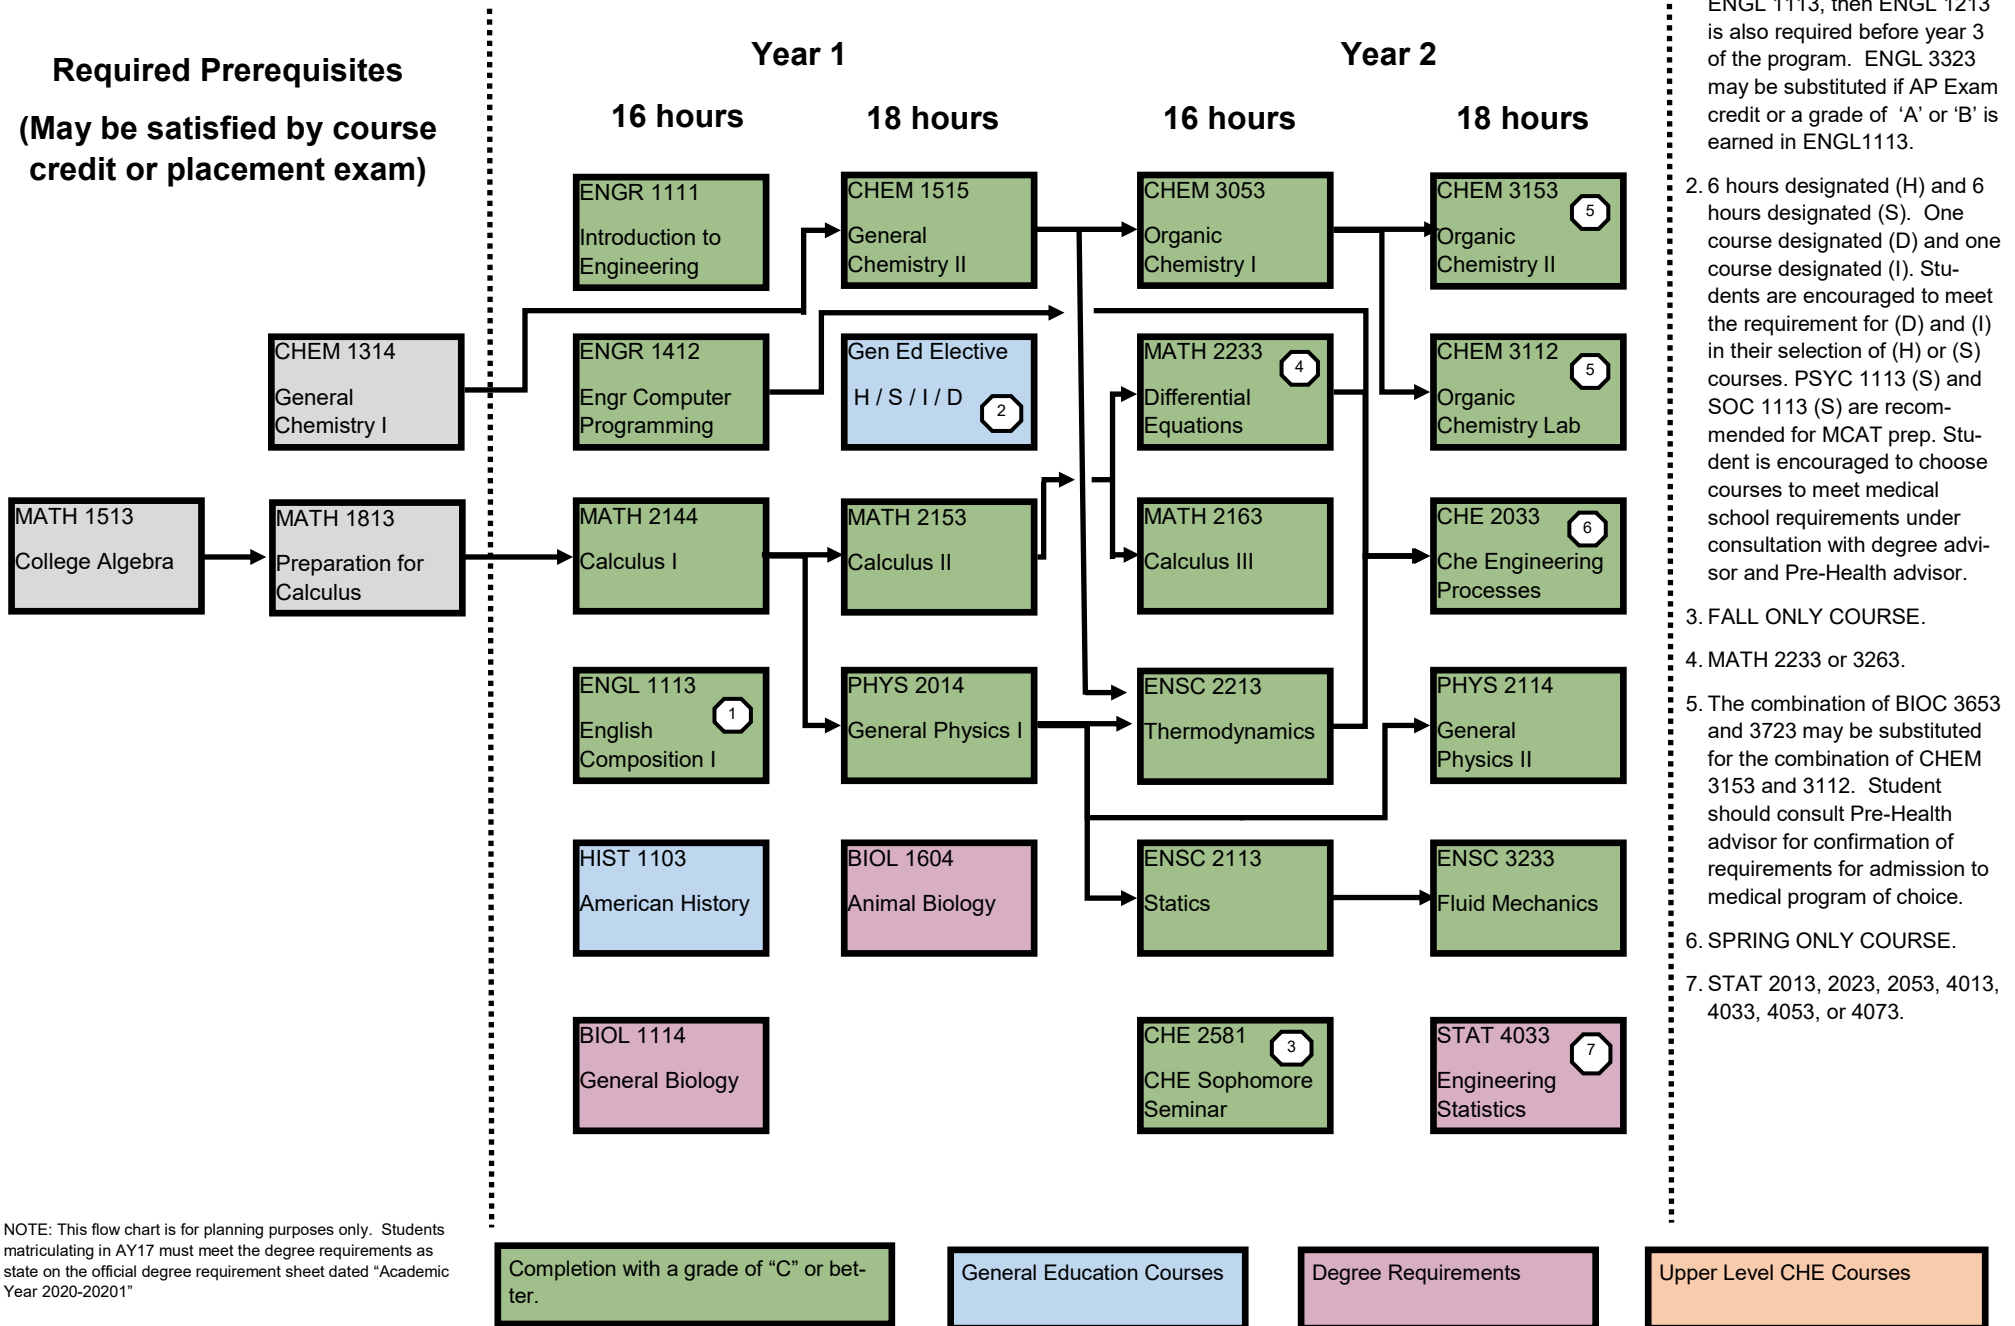 Required Prerequisites
(May be satisfied by course
credit or placement exam)
Year 1
Year 2
16 hours
18 hours
16 hours
18 hours
ENGR 1111
Introduction to
Engineering
CHEM 1515
General
Chemistry II
CHEM 3053
Organic
Chemistry I
CHEM 3153
5
Organic
Chemistry II
CHEM 1314
General
Chemistry I
ENGR 1412
Engr Computer
Programming
Gen Ed Elective
H / S / I / D
2
MATH 2233
4
Differential
Equations
CHEM 3112
5
Organic
Chemistry Lab
MATH 1513
College Algebra
MATH 1813
Preparation for
Calculus
MATH 2144
Calculus I
MATH 2153
Calculus II
MATH 2163
Calculus III
CHE 2033
6
Che Engineering
Processes
ENGL 1113
1
English
Composition I
PHYS 2014
General Physics I
ENSC 2213
Thermodynamics
PHYS 2114
General
Physics II
HIST 1103
American History
BIOL 1604
Animal Biology
ENSC 2113
Statics
ENSC 3233
Fluid Mechanics
BIOL 1114
General Biology
CHE 2581
3
CHE Sophomore
Seminar
STAT 4033
7
Engineering
Statistics
ENGL 1113, then ENGL 1213
is also required before year 3
of the program. ENGL 3323
may be substituted if AP Exam
credit or a grade of ‘A’ or ‘B’ is
earned in ENGL1113.
2. 6 hours designated (H) and 6
hours designated (S). One
course designated (D) and one
course designated (I). Stu-
dents are encouraged to meet
the requirement for (D) and (I)
in their selection of (H) or (S)
courses. PSYC 1113 (S) and
SOC 1113 (S) are recom-
mended for MCAT prep. Stu-
dent is encouraged to choose
courses to meet medical
school requirements under
consultation with degree advi-
sor and Pre-Health advisor.
3. FALL ONLY COURSE.
4. MATH 2233 or 3263.
5. The combination of BIOC 3653
and 3723 may be substituted
for the combination of CHEM
3153 and 3112. Student
should consult Pre-Health
advisor for confirmation of
requirements for admission to
medical program of choice.
6. SPRING ONLY COURSE.
7. STAT 2013, 2023, 2053, 4013,
4033, 4053, or 4073.
NOTE: This flow chart is for planning purposes only. Students
matriculating in AY17 must meet the degree requirements as
state on the official degree requirement sheet dated “Academic
Year 2020-20201”
Completion with a grade of “C” or bet-
ter.
General Education Courses
Degree Requirements
Upper Level CHE Courses